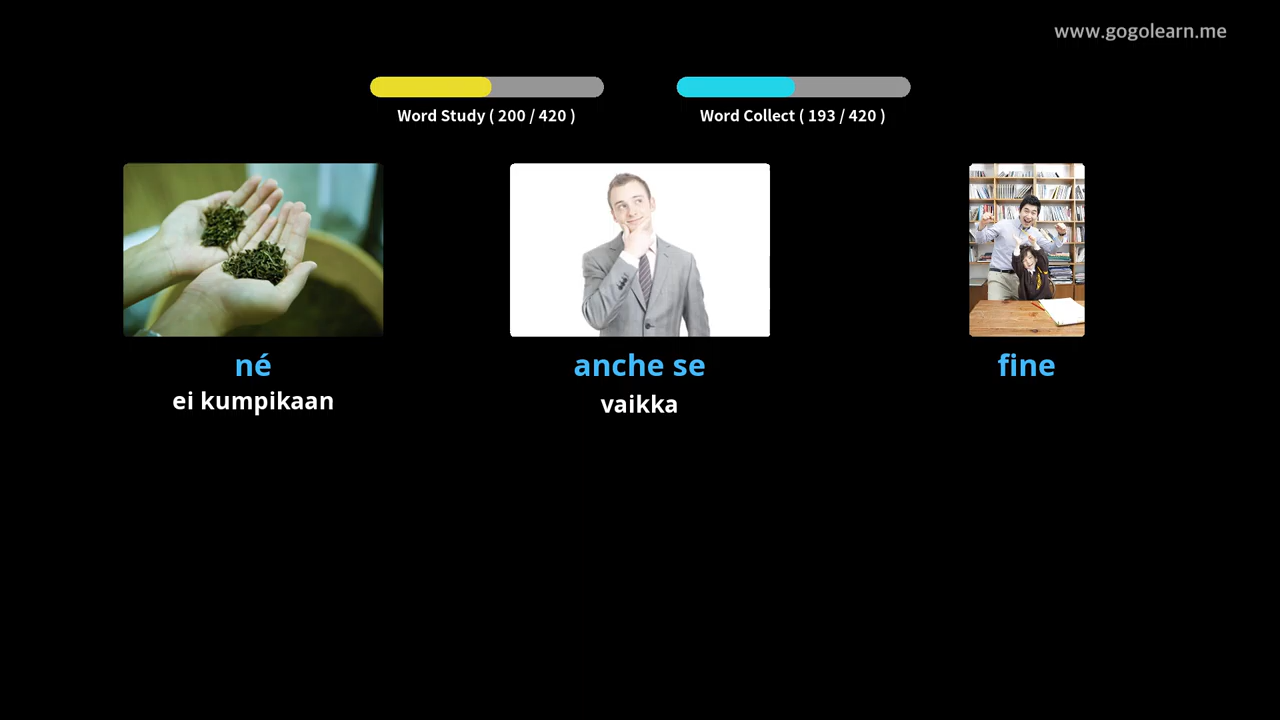 www.gogolearn.me
Word Study ( 200 / 420 )
Word Collect ( 193 / 420 )
né
anche se
fine
ei kumpikaan
vaikka